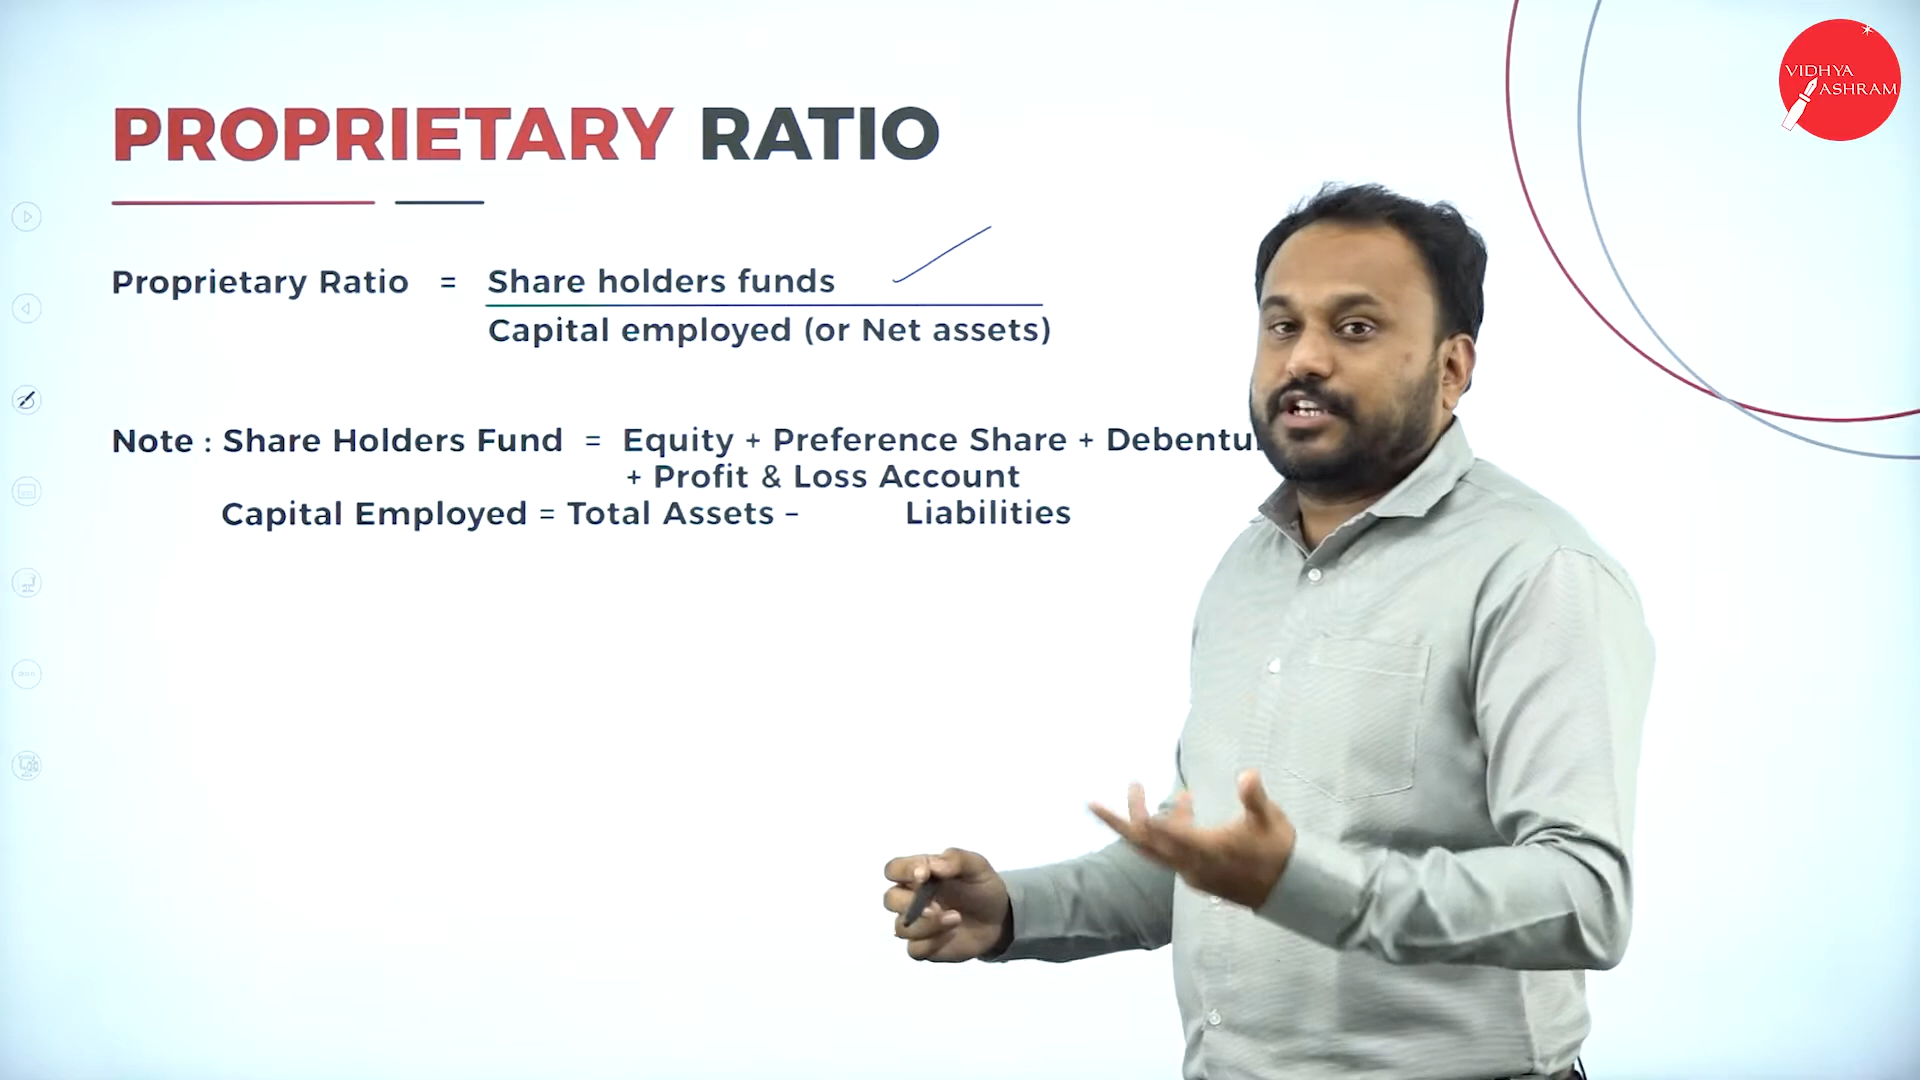 VIDHYA
ASHRAM
PROPRIETARY RATIO
Proprietary Ratio = Share holders funds
Capital employed (or Net assets)
Note : Share Holders Fund = Equity + Preference Share + Debentu
+ Profit & Loss Account
Capital Employed = Total Assets - Liabilities